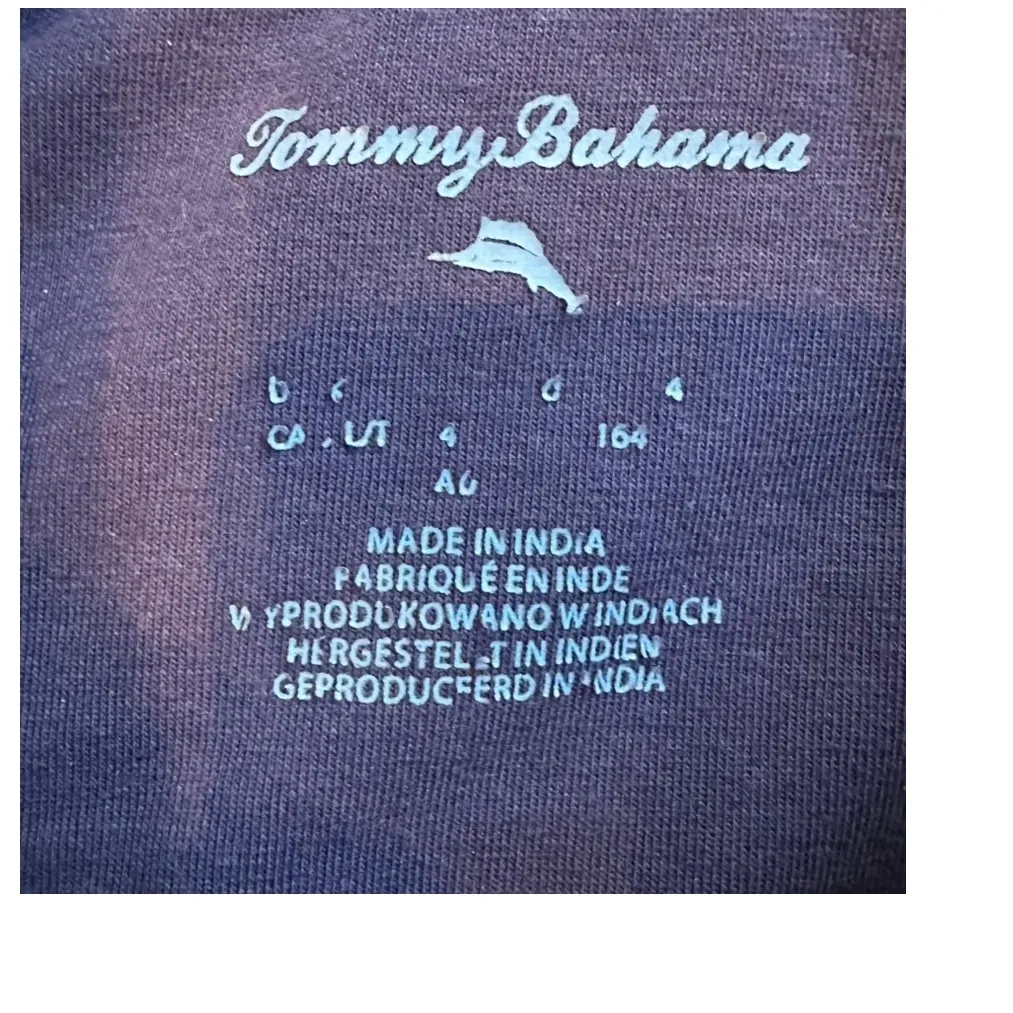 Tommy Bahama
4
CA 4 164
MADE IN INDIA
FABRIQUÉ EN INDE
WYPRODUKOWANO W INDIACH
HERGESTELLT IN INDIEN
GEPRODUCEERD IN INDIA